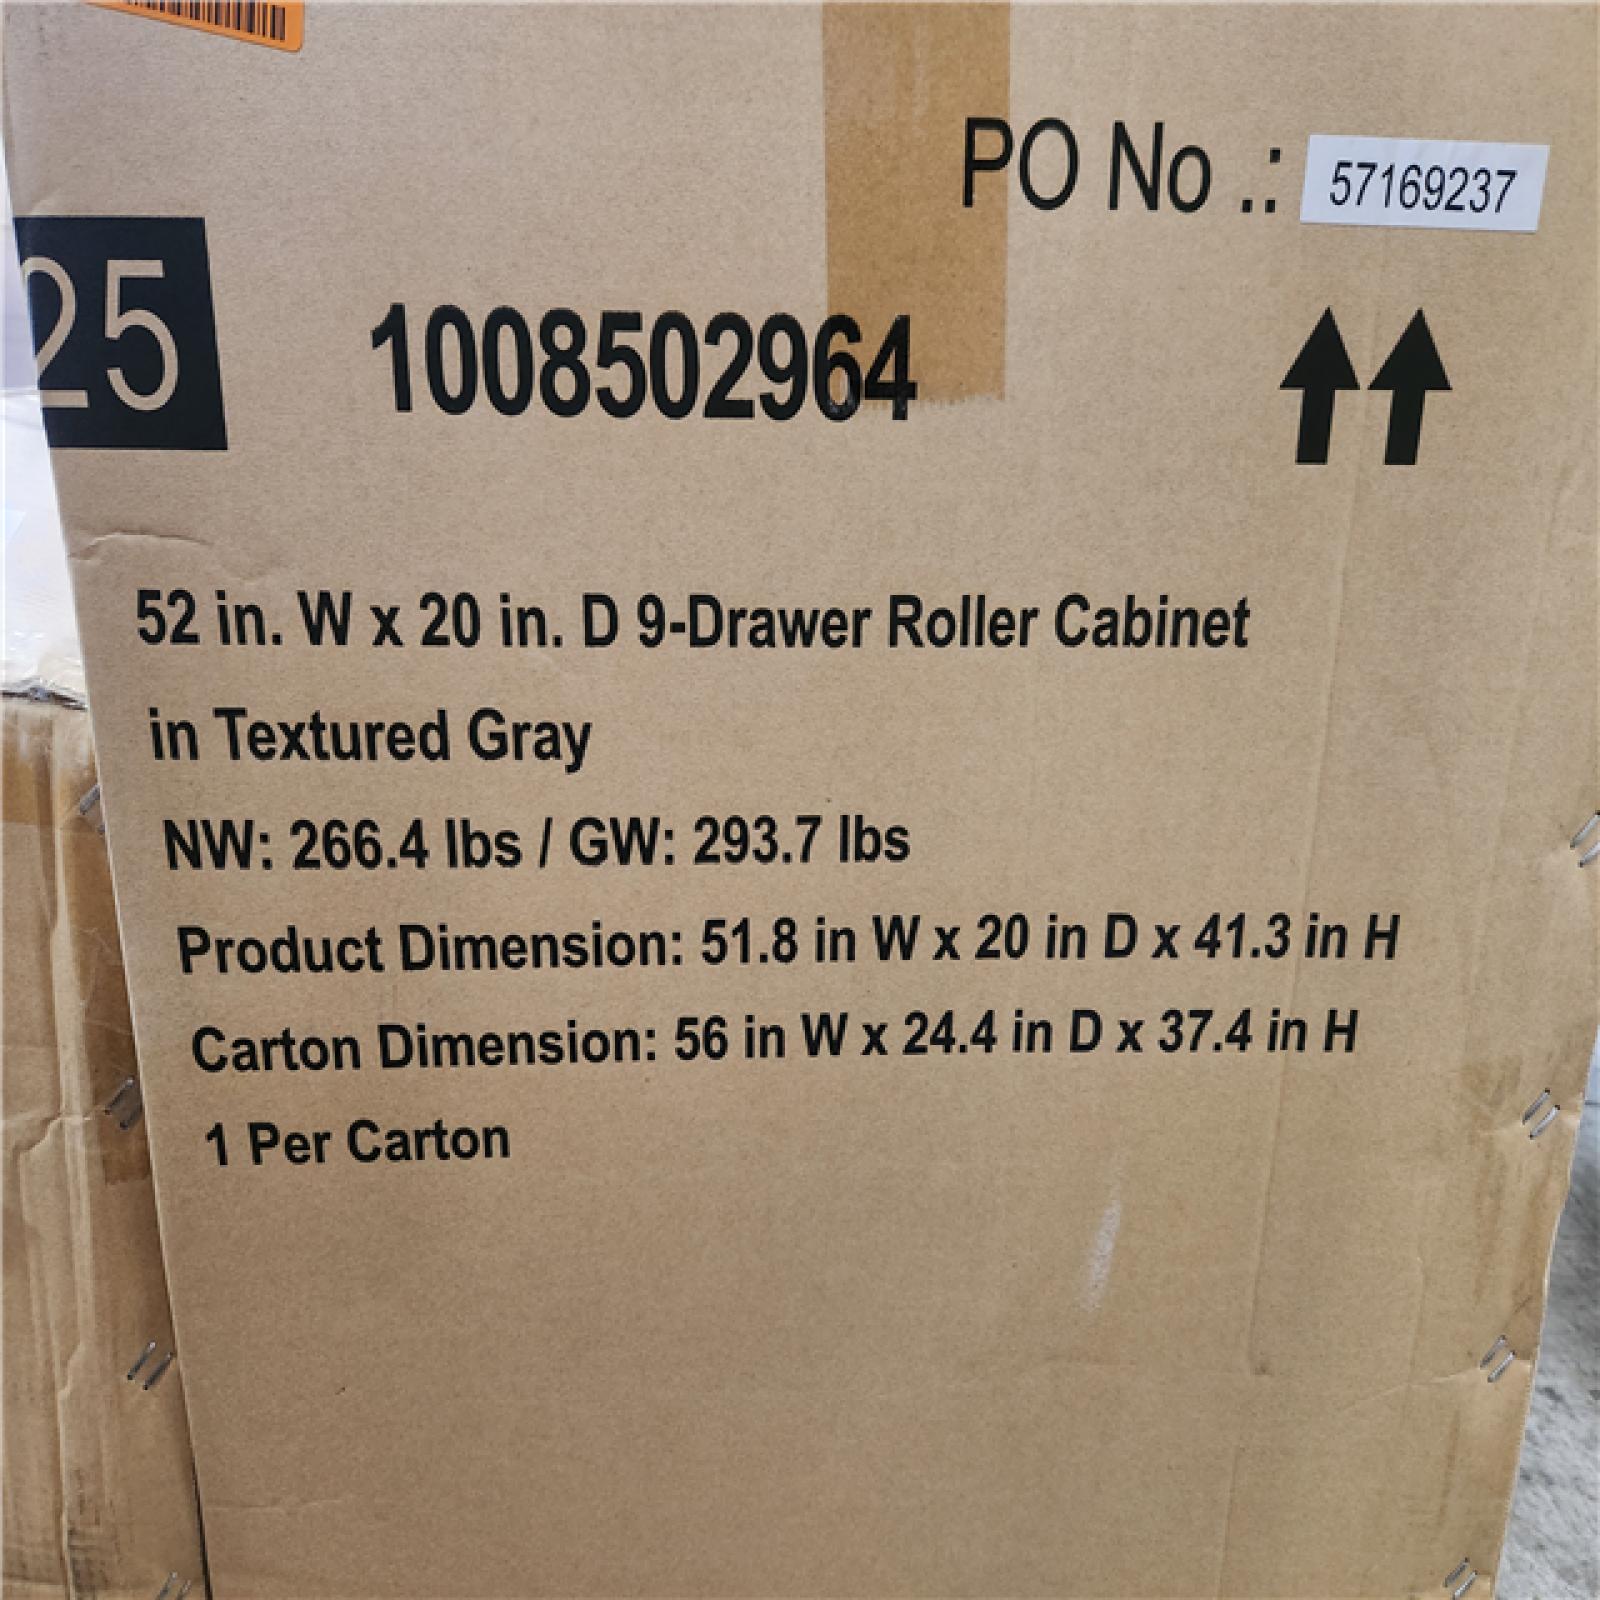 PO No .: 57169237
25
1008502964
52 in. W x 20 in. D 9-Drawer Roller Cabinet
in Textured Gray
NW: 266.4 lbs / GW: 293.7 lbs
Product Dimension: 51.8 in W x 20 in D x 41.3 in H
Carton Dimension: 56 in W x 24.4 in D x 37.4 in H
1 Per Carton